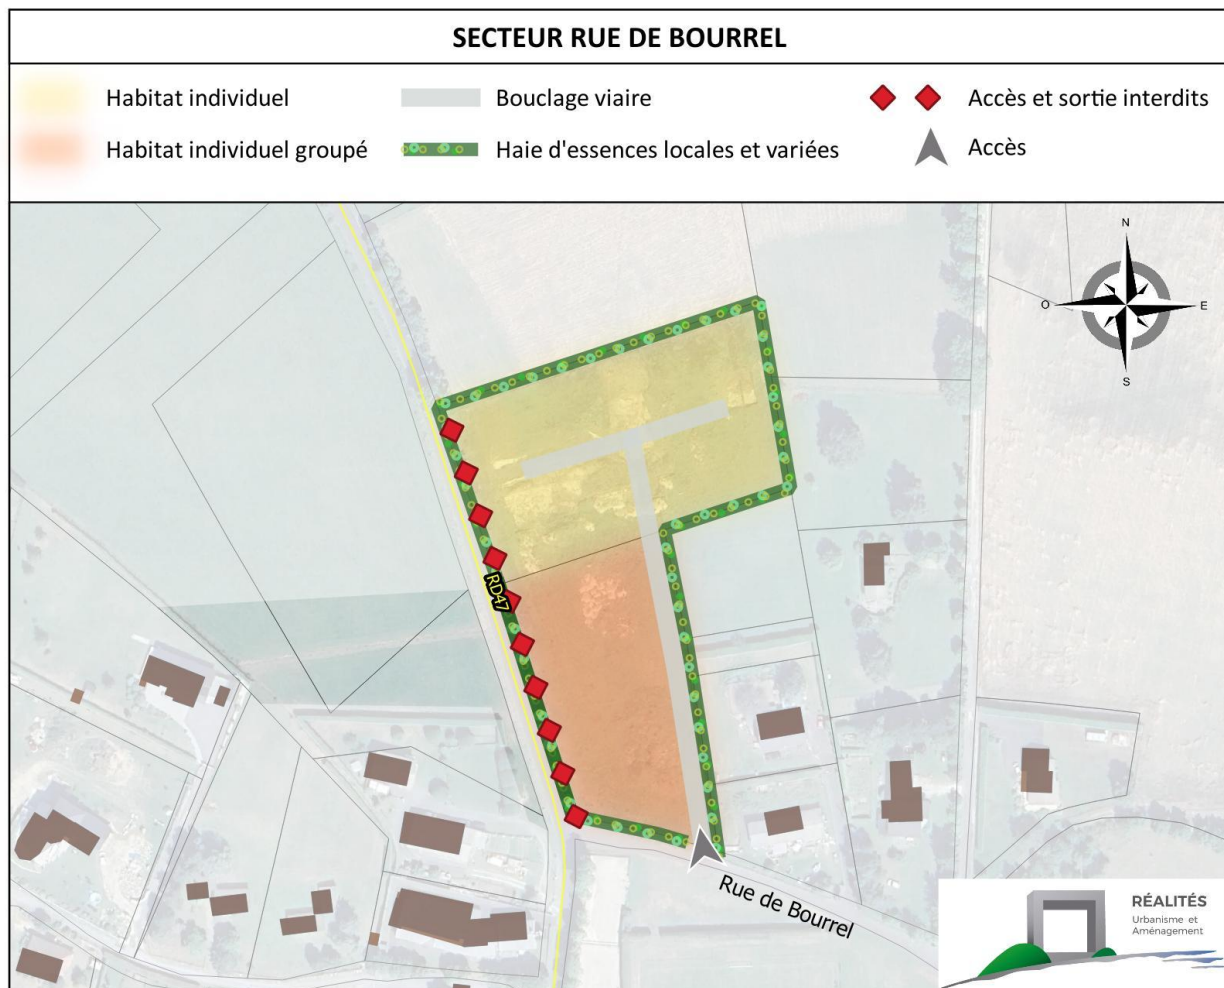 SECTEUR RUE DE BOURREL
Habitat individuel
Bouclage viaire
Accès et sortie interdits
Habitat individuel groupé
Haie d'essences locales et variées
Accès
N
O
E
S
RD47
Rue de Bourrel
RÉALITÉS
Urbanisme et
Aménagement